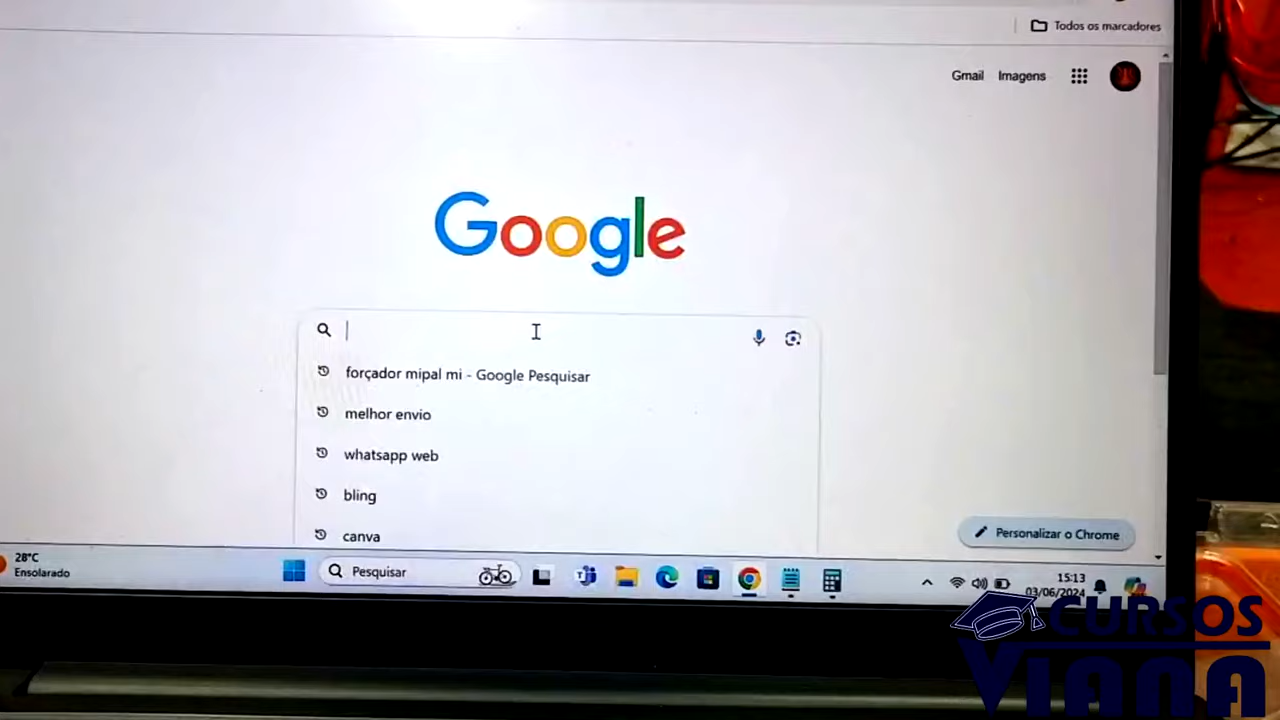 Todos os marcadores
Gmail Imagens
Google
forçador mipal mi - Google Pesquisar
melhor envio
whatsapp web
bling
canva
Personalizar o Chrome
28°C
Ensolarado
Pesquisar
15:13
03/06/2024
CURSOS
VIANA